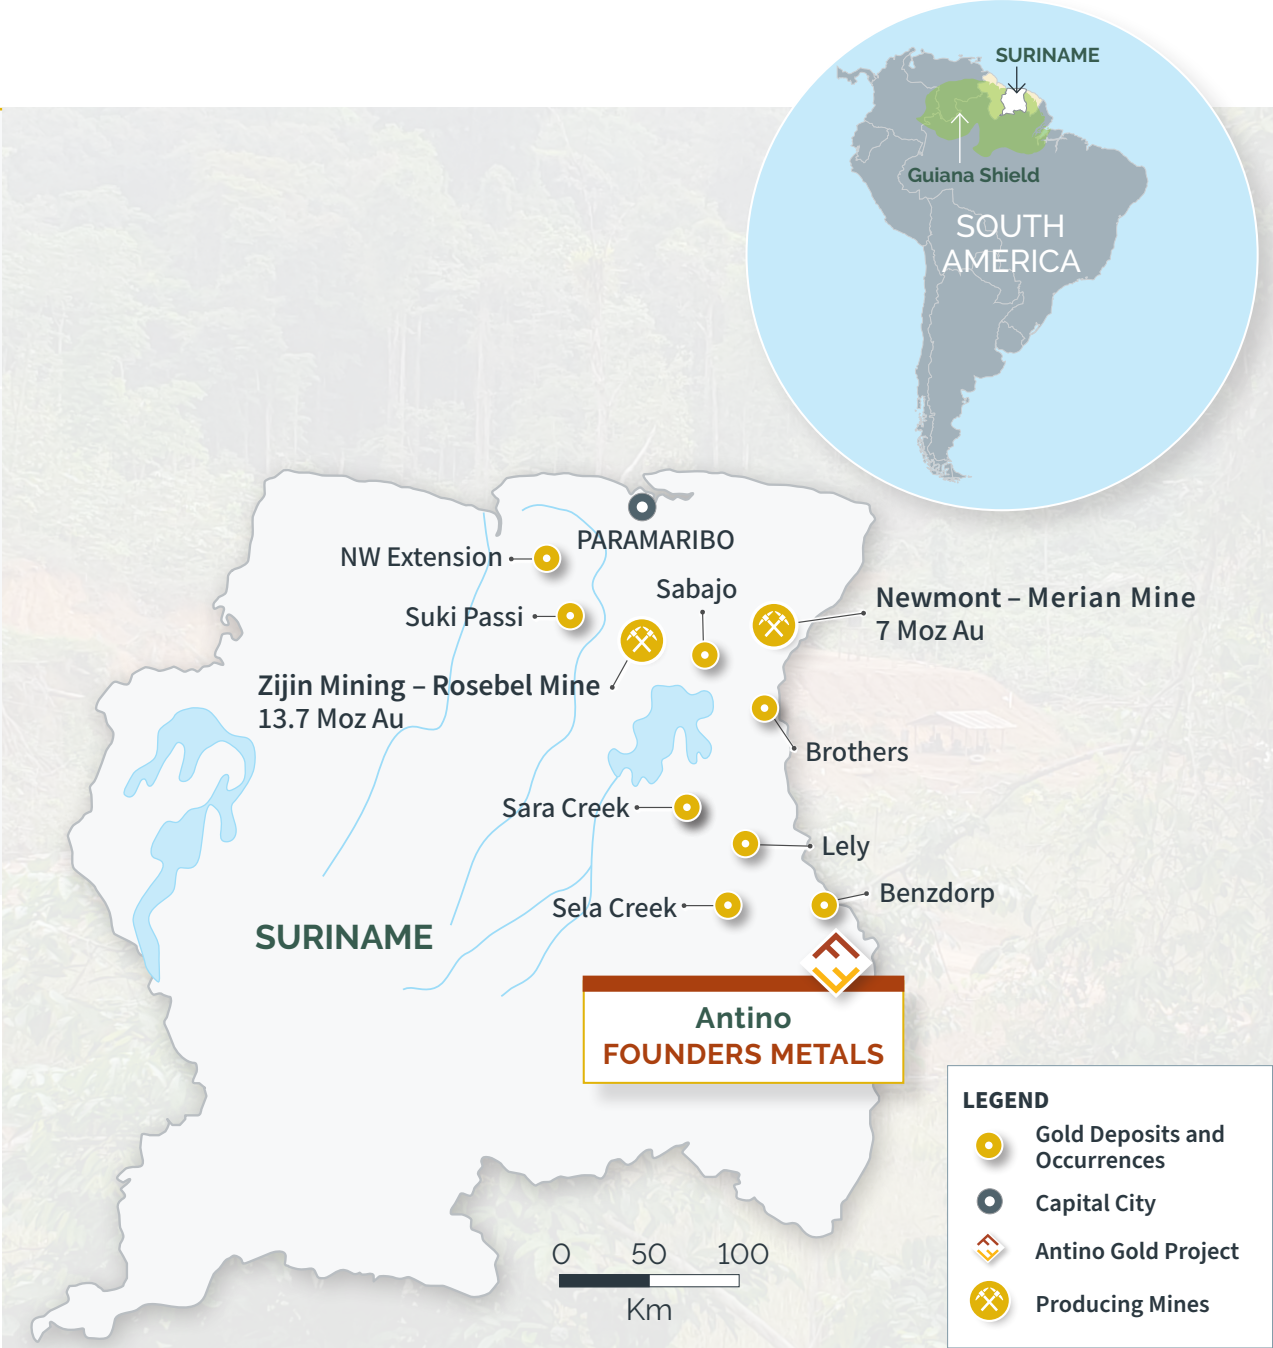 SURINAME
Guiana Shield
SOUTH
AMERICA
PARAMARIBO
NW Extension
Sabajo
Suki Passi
Newmont – Merian Mine
7 Moz Au
Zijin Mining – Rosebel Mine
13.7 Moz Au
Brothers
Sara Creek
Lely
Benzdorp
Sela Creek
SURINAME
Antino
FOUNDERS METALS
LEGEND
Gold Deposits and
Occurrences
Capital City
Antino Gold Project
Producing Mines
0 50 100
Km